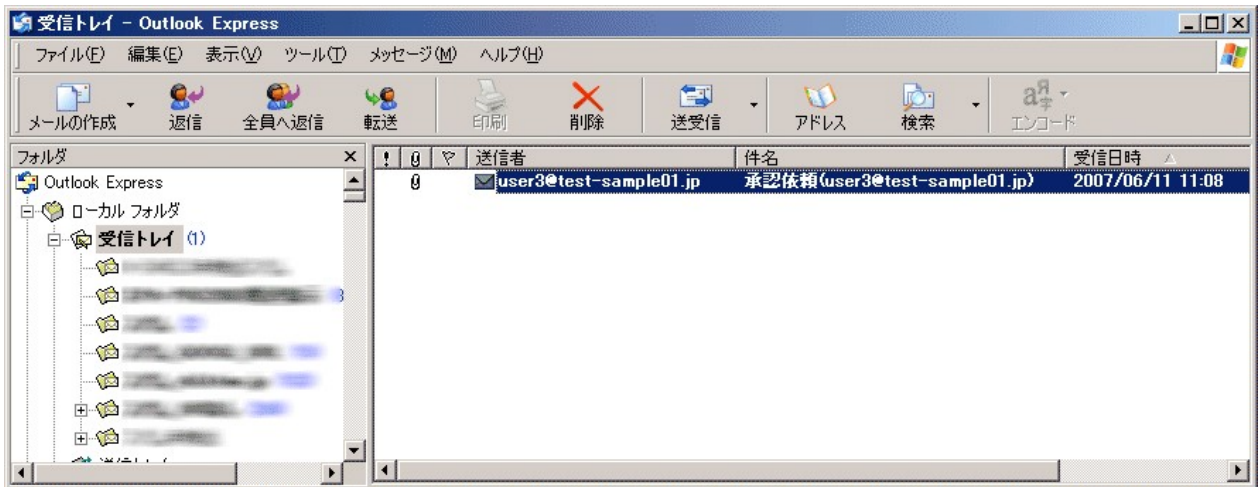 受信トレイ - Outlook Express
ファイル(F) 編集(E) 表示(V) ツール(T) メッセージ(M) ヘルプ(H)
メールの作成 返信 全員へ返信 転送 印刷 削除 送受信 アドレス 検索 エンコード
フォルダ
! 送信者 件名 受信日時
user3@test-sample01.jp 承認依頼(user3@test-sample01.jp) 2007/06/11 11:08
Outlook Express
ローカル フォルダ
受信トレイ (1)